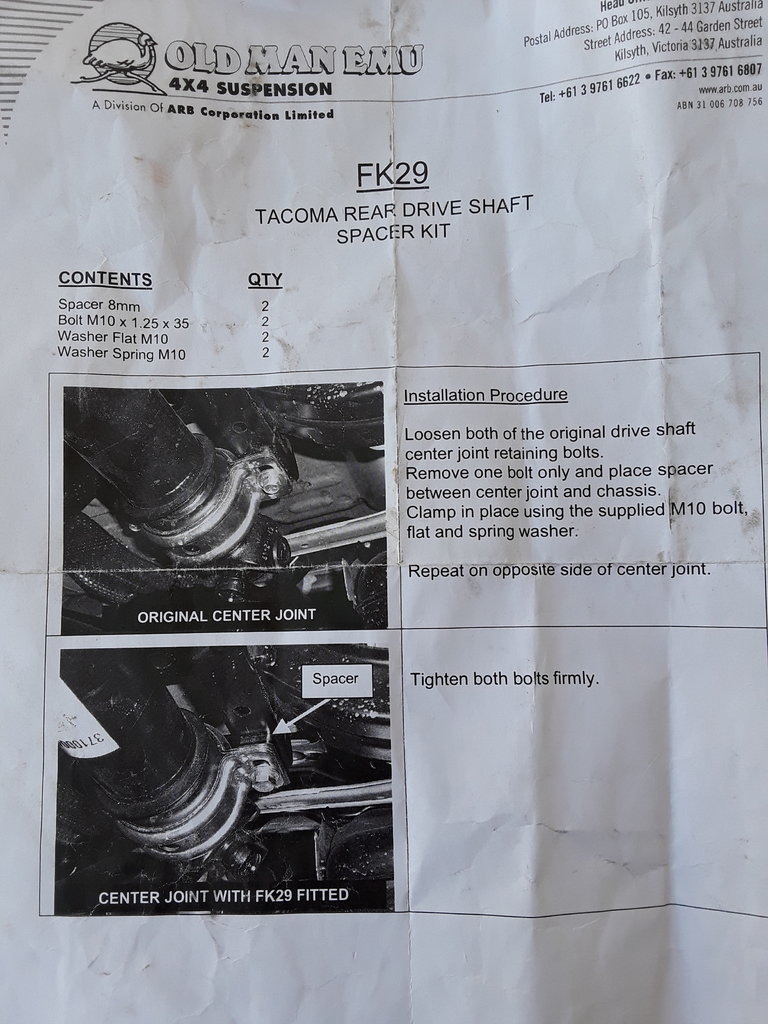 OLD MAN EMU
4X4 SUSPENSION
A Division Of ARB Corporation Limited
Postal Address: PO Box 105, Kilsyth 3137 Australia
Street Address: 42 - 44 Garden Street
Kilsyth, Victoria 3137 Australia
Tel: +61 3 9761 6622 • Fax: +61 3 9761 6807
www.arb.com.au
ABN 31 006 708 756
FK29
TACOMA REAR DRIVE SHAFT
SPACER KIT
CONTENTS QTY
Spacer 8mm 2
Bolt M10 x 1.25 x 35 2
Washer Flat M10 2
Washer Spring M10 2
ORIGINAL CENTER JOINT
Installation Procedure
Loosen both of the original drive shaft
center joint retaining bolts.
Remove one bolt only and place spacer
between center joint and chassis.
Clamp in place using the supplied M10 bolt,
flat and spring washer.
Repeat on opposite side of center joint.
Spacer
CENTER JOINT WITH FK29 FITTED
Tighten both bolts firmly.